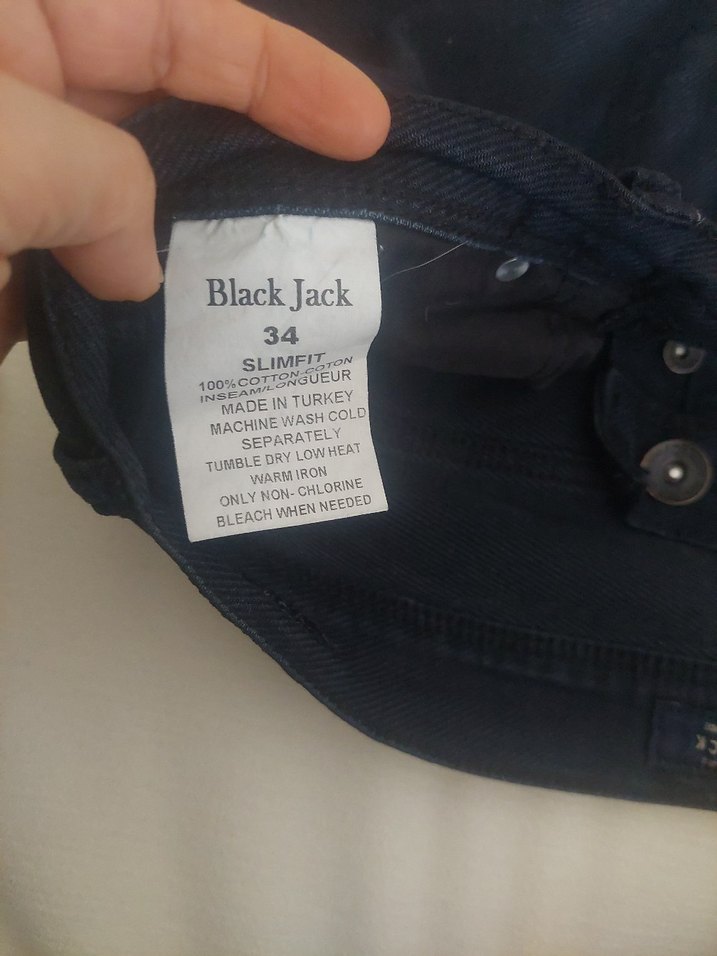 Black Jack
34
SLIMFIT
100%COTTON-COTON
INSEAM/LONGUEUR
MADE IN TURKEY
MACHINE WASH COLD
SEPARATELY
TUMBLE DRY LOW HEAT
WARM IRON
ONLY NON- CHLORINE
BLEACH WHEN NEEDED